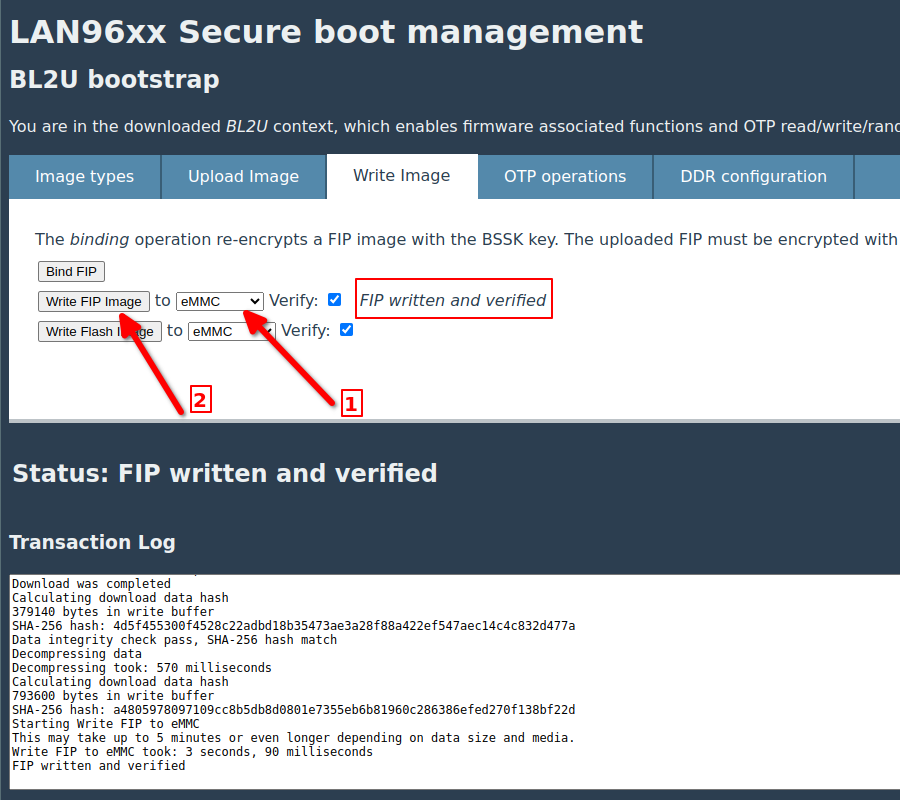 LAN96xx Secure boot management
BL2U bootstrap
You are in the downloaded BL2U context, which enables firmware associated functions and OTP read/write/rand
Image types Upload Image Write Image OTP operations DDR configuration
The binding operation re-encrypts a FIP image with the BSSK key. The uploaded FIP must be encrypted with
Bind FIP
Write FIP Image to eMMC Verify: FIP written and verified
Write Flash Image to eMMC Verify:
2
1
Status: FIP written and verified
Transaction Log
Download was completed
Calculating download data hash
379140 bytes in write buffer
SHA-256 hash: 4d5f455300f4528c22adbd18b35473ae3a28f88a422ef547aec14c4c832d477a
Data integrity check pass, SHA-256 hash match
Decompressing data
Decompressing took: 570 milliseconds
Calculating download data hash
793600 bytes in write buffer
SHA-256 hash: a4805978097109cc8b5db8d0801e7355eb6b81960c286386efed270f138bf22d
Starting Write FIP to eMMC
This may take up to 5 minutes or even longer depending on data size and media.
Write FIP to eMMC took: 3 seconds, 90 milliseconds
FIP written and verified